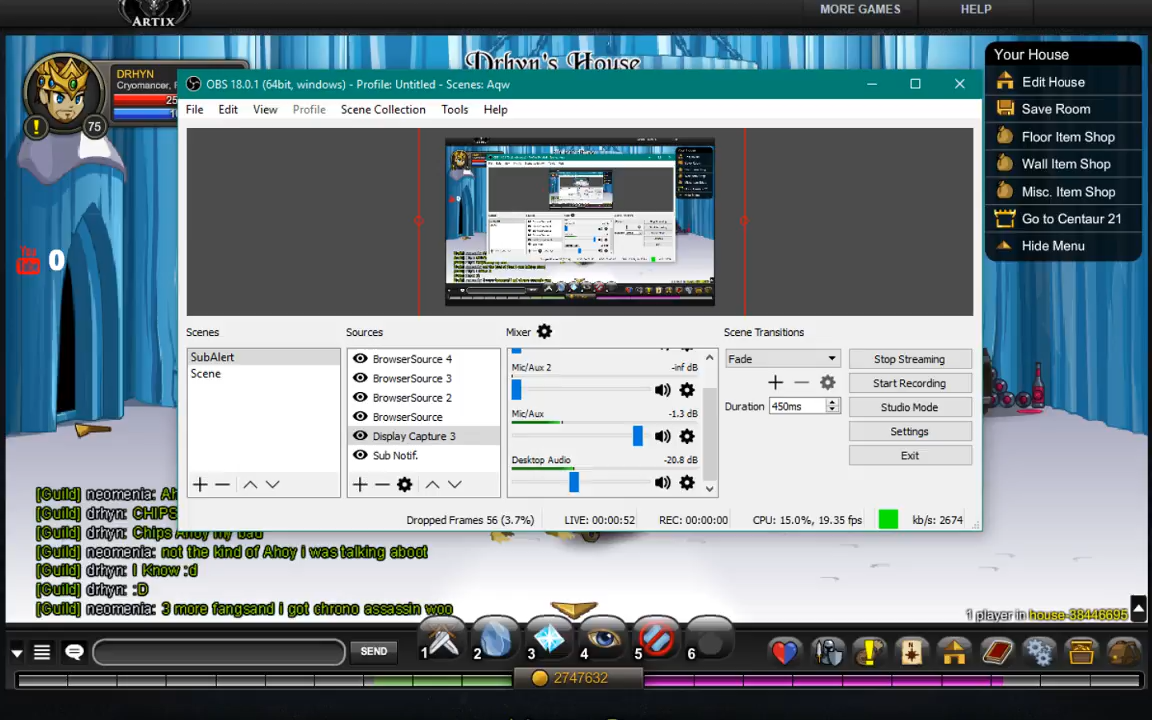 ARTIX
MORE GAMES
HELP
Drhyn's House
DRHYN
Cryomancer,
25
75
OBS 18.0.1 (64bit, windows) - Profile: Untitled - Scenes: Aqw
File Edit View Profile Scene Collection Tools Help
Your House
Edit House
Save Room
Floor Item Shop
Wall Item Shop
Misc. Item Shop
Go to Centaur 21
Hide Menu
You
Tube
0
Scenes
SubAlert
Scene
Sources
BrowserSource 4
BrowserSource 3
BrowserSource 2
BrowserSource
Display Capture 3
Sub Notif.
Mixer
Mic/Aux 2 -inf dB
Mic/Aux -1.3 dB
Desktop Audio -20.8 dB
Scene Transitions
Fade
Duration 450ms
Stop Streaming
Start Recording
Studio Mode
Settings
Exit
Dropped Frames 56 (3.7%) LIVE: 00:00:52 REC: 00:00:00 CPU: 15.0%, 19.35 fps kb/s: 2674
[Guild] neomenia: Ah
[Guild] drhyn: CHIPS
[Guild] drhyn: Chips Ahoy my bad
[Guild] neomenia: not the kind of Ahoy i was talking aboot
[Guild] drhyn: I Know :d
[Guild] drhyn: :D
[Guild] neomenia: 3 more fangsand i got chrono assassin woo
1 player in house-38446695
SEND
1 2 3 4 5 6
2747632